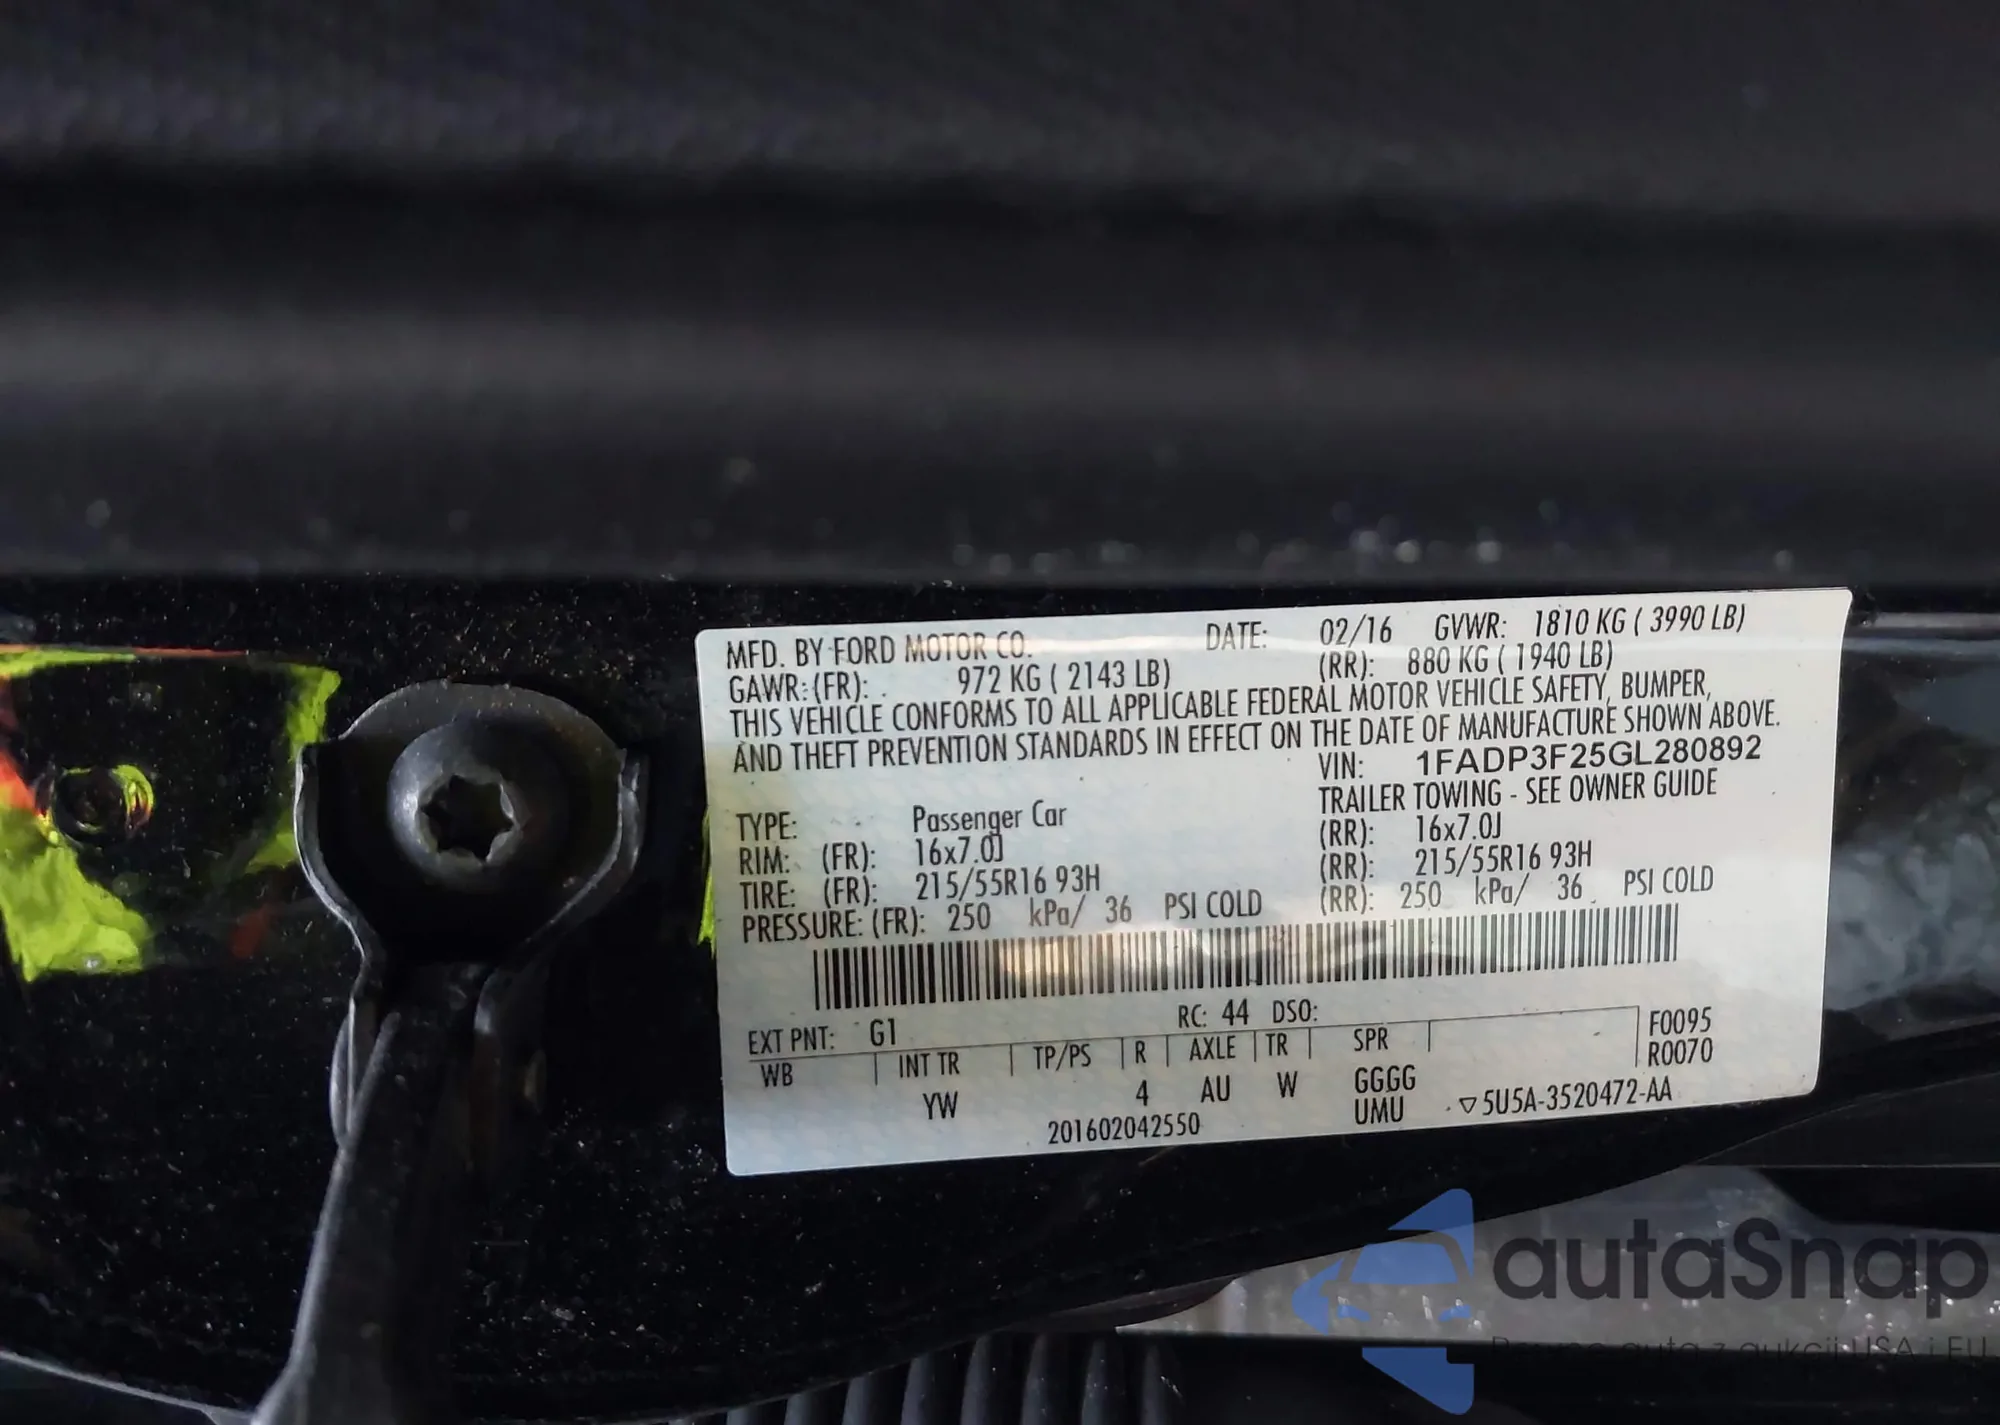 MFD. BY FORD MOTOR CO. DATE: 02/16 GVWR: 1810 KG ( 3990 LB)
GAWR: (FR): 972 KG ( 2143 LB) (RR): 880 KG ( 1940 LB)
THIS VEHICLE CONFORMS TO ALL APPLICABLE FEDERAL MOTOR VEHICLE SAFETY, BUMPER,
AND THEFT PREVENTION STANDARDS IN EFFECT ON THE DATE OF MANUFACTURE SHOWN ABOVE.
VIN: 1FADP3F25GL280892
TRAILER TOWING - SEE OWNER GUIDE
TYPE: Passenger Car
RIM: (FR): 16x7.0J (RR): 16x7.0J
TIRE: (FR): 215/55R16 93H (RR): 215/55R16 93H
PRESSURE: (FR): 250 kPa/ 36 PSI COLD (RR): 250 kPa/ 36 PSI COLD
EXT PNT: G1 RC: 44 DSO: F0095
WB INT TR TP/PS R AXLE TR SPR R0070
YW 4 AU W GGGG
UMU ▽5U5A-3520472-AA
201602042550
autaSnap
Pewne auta z aukcji USA i EU